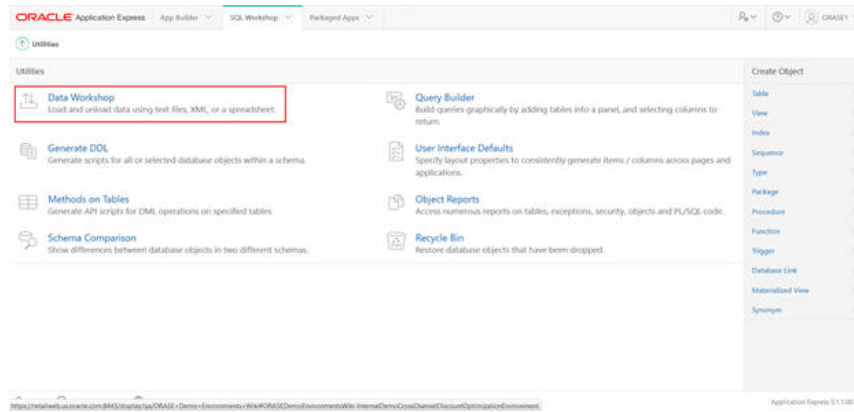 ORACLE Application Express App Builder SQL Workshop Packaged Apps ORASE1
Utilities
Utilities
Data Workshop
Load and unload data using text files, XML, or a spreadsheet.
Generate DDL
Generate scripts for all or selected database objects within a schema.
Methods on Tables
Generate API scripts for DML operations on specified tables.
Schema Comparison
Show differences between database objects in two different schemas.
Query Builder
Build queries graphically by adding tables into a panel, and selecting columns to
return.
User Interface Defaults
Specify layout properties to consistently generate items / columns across pages and
applications.
Object Reports
Access numerous reports on tables, exceptions, security, objects and PL/SQL code.
Recycle Bin
Restore database objects that have been dropped.
Create Object
Table
View
Index
Sequence
Type
Package
Procedure
Function
Trigger
Database Link
Materialized View
Synonym
Application Express 5.1.1.00